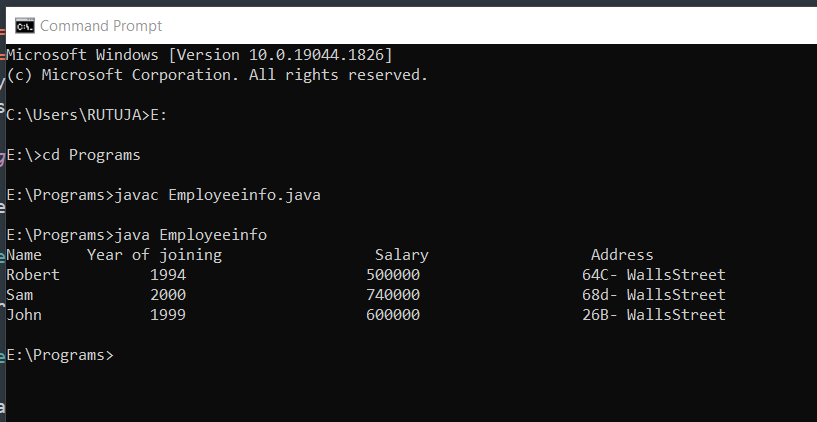 Command Prompt
Microsoft Windows [Version 10.0.19044.1826]
(c) Microsoft Corporation. All rights reserved.
C:\Users\RUTUJA>E:
E:\>cd Programs
E:\Programs>javac Employeeinfo.java
E:\Programs>java Employeeinfo
Name     Year of joining                 Salary                  Address
Robert          1994                    500000                  64C- WallsStreet
Sam             2000                    740000                  68d- WallsStreet
John            1999                    600000                  26B- WallsStreet
E:\Programs>